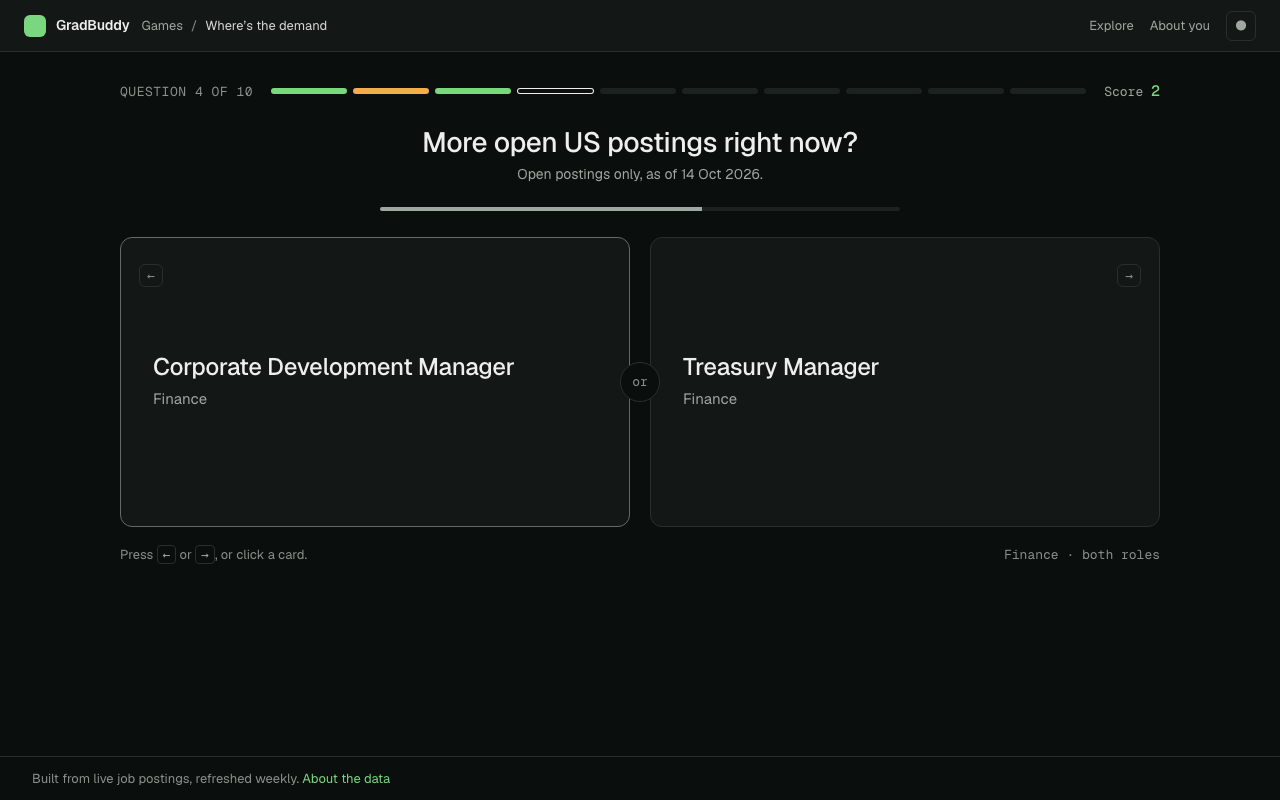 GradBuddy Games / Where's the demand Explore About you
QUESTION 4 OF 10 Score 2
More open US postings right now?
Open postings only, as of 14 Oct 2026.
← →
Corporate Development Manager
Finance
or
Treasury Manager
Finance
Press ← or →, or click a card. Finance · both roles
Built from live job postings, refreshed weekly. About the data